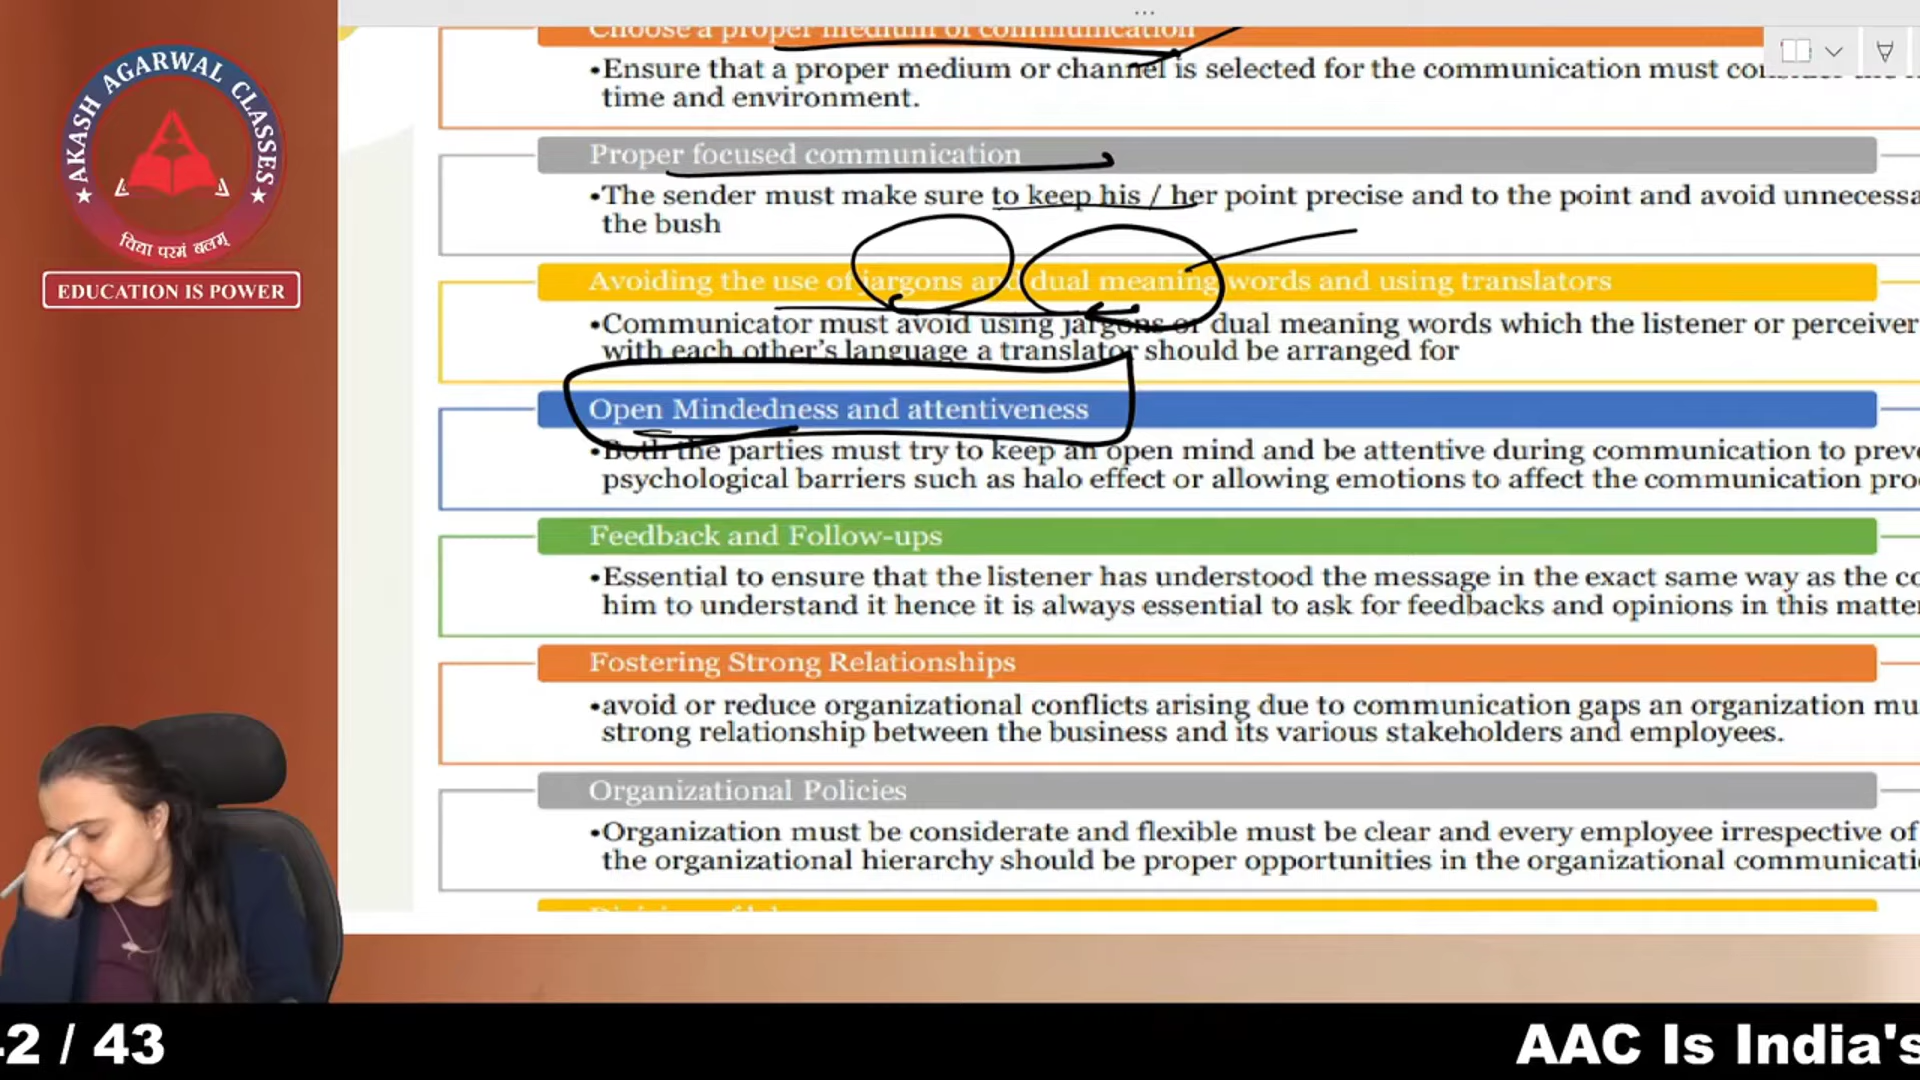 AKASH AGARWAL CLASSES
विद्या परमं बलम्
EDUCATION IS POWER
Choose a proper medium of communication
•Ensure that a proper medium or channel is selected for the communication must
time and environment.
Proper focused communication
•The sender must make sure to keep his / her point precise and to the point and avoid
the bush
Avoiding the use of jargons and dual meaning words and using translators
•Communicator must avoid using jargons or dual meaning words which the listener or perceiver
with each other's language a translator should be arranged for
Open Mindedness and attentiveness
•Both the parties must try to keep an open mind and be attentive during communication to
psychological barriers such as halo effect or allowing emotions to affect the communication
Feedback and Follow-ups
•Essential to ensure that the listener has understood the message in the exact same way as the
him to understand it hence it is always essential to ask for feedbacks and opinions in this
Fostering Strong Relationships
•avoid or reduce organizational conflicts arising due to communication gaps an organization
strong relationship between the business and its various stakeholders and employees.
Organizational Policies
•Organization must be considerate and flexible must be clear and every employee irrespective of
the organizational hierarchy should be proper opportunities in the organizational
42 / 43
AAC Is India's